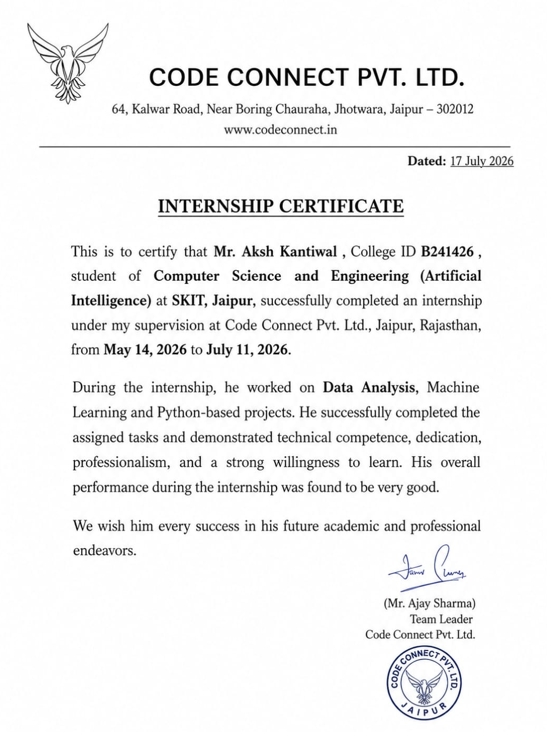 CODE CONNECT PVT. LTD.
64, Kalwar Road, Near Boring Chauraha, Jhotwara, Jaipur – 302012
www.codeconnect.in
Dated: 17 July 2026
INTERNSHIP CERTIFICATE
This is to certify that Mr. Aksh Kantiwal , College ID B241426 ,
student of Computer Science and Engineering (Artificial
Intelligence) at SKIT, Jaipur, successfully completed an internship
under my supervision at Code Connect Pvt. Ltd., Jaipur, Rajasthan,
from May 14, 2026 to July 11, 2026.
During the internship, he worked on Data Analysis, Machine
Learning and Python-based projects. He successfully completed the
assigned tasks and demonstrated technical competence, dedication,
professionalism, and a strong willingness to learn. His overall
performance during the internship was found to be very good.
We wish him every success in his future academic and professional
endeavors.
(Mr. Ajay Sharma)
Team Leader
Code Connect Pvt. Ltd.
CODE CONNECT PVT. LTD.
JAIPUR